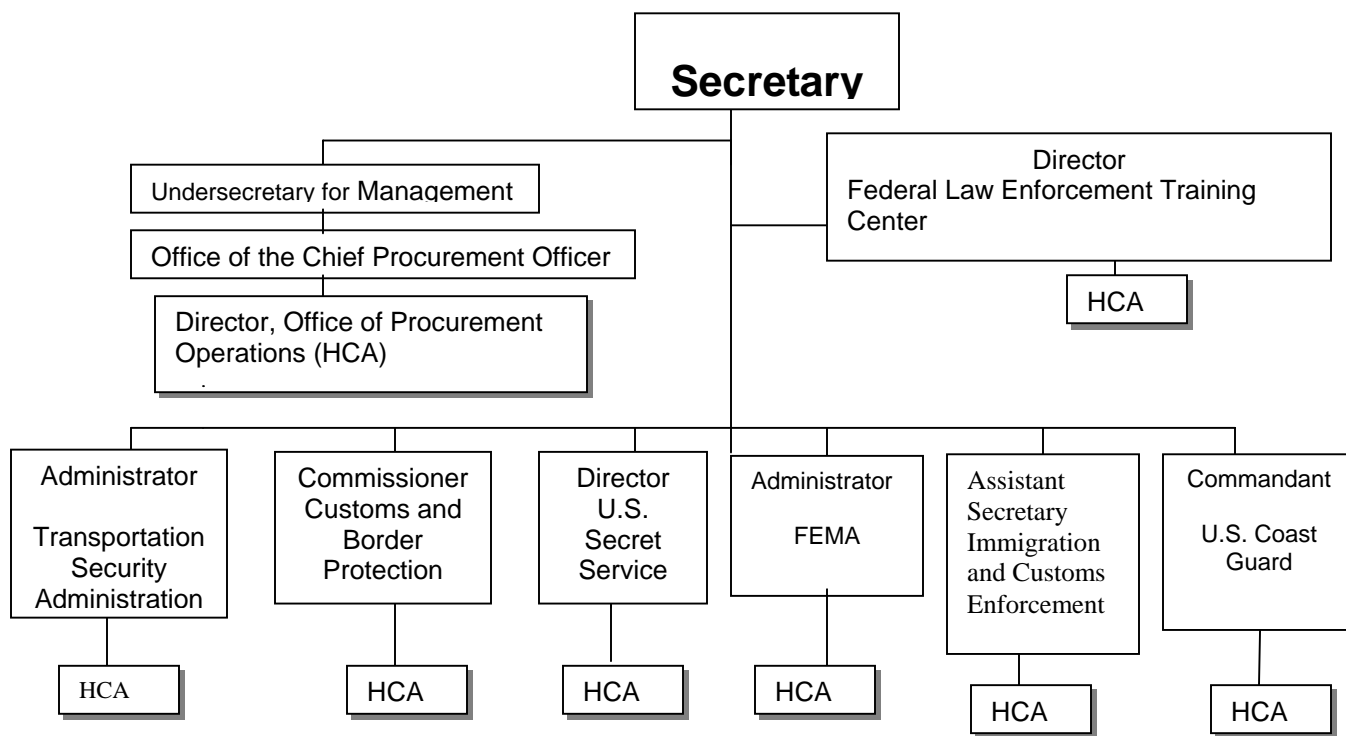 Secretary
Undersecretary for Management
Office of the Chief Procurement Officer
Director, Office of Procurement
Operations (HCA)
.
Director
Federal Law Enforcement Training
Center
HCA
Administrator
Transportation
Security
Administration
HCA
Commissioner
Customs and
Border
Protection
HCA
Director
U.S.
Secret
Service
HCA
Administrator
FEMA
HCA
Assistant
Secretary
Immigration
and Customs
Enforcement
HCA
Commandant
U.S. Coast
Guard
HCA